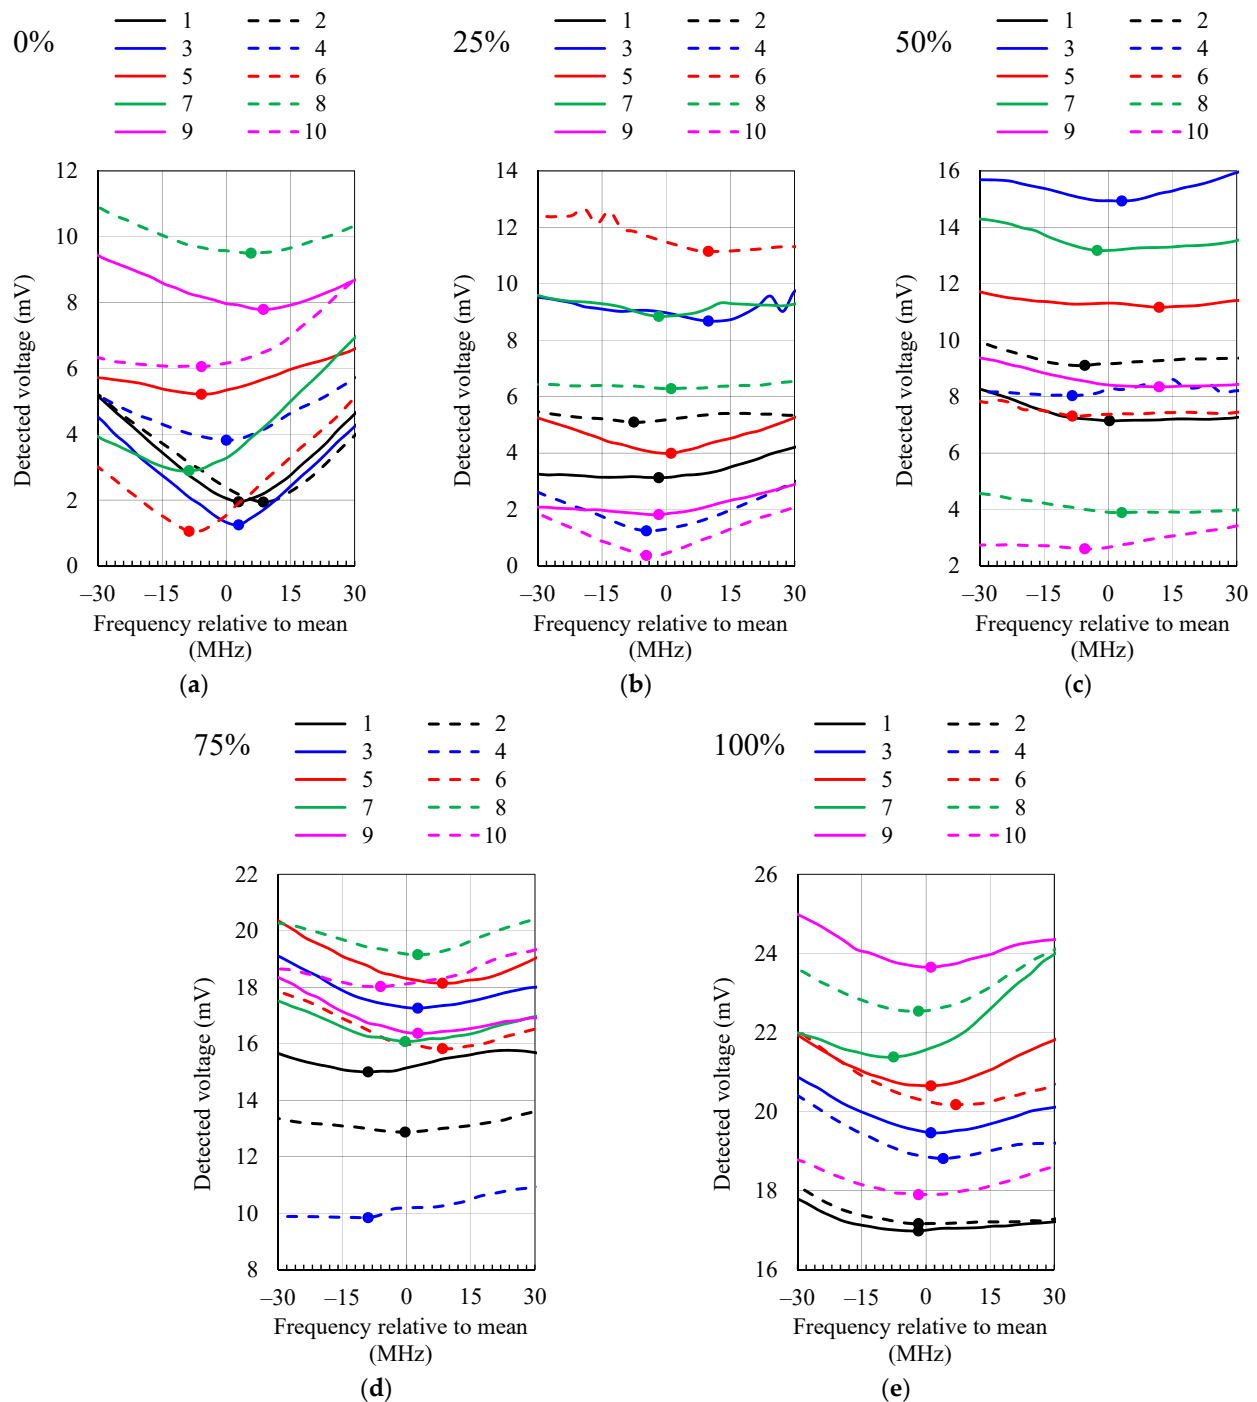 0%
1 2
3 4
5 6
7 8
9 10
12
10
8
6
4
2
0
Detected voltage (mV)
–30 –15 0 15 30
Frequency relative to mean
(MHz)
(a)
25%
1 2
3 4
5 6
7 8
9 10
14
12
10
8
6
4
2
0
Detected voltage (mV)
–30 –15 0 15 30
Frequency relative to mean
(MHz)
(b)
50%
1 2
3 4
5 6
7 8
9 10
16
14
12
10
8
6
4
2
Detected voltage (mV)
–30 –15 0 15 30
Frequency relative to mean
(MHz)
(c)
75%
1 2
3 4
5 6
7 8
9 10
22
20
18
16
14
12
10
8
Detected voltage (mV)
–30 –15 0 15 30
Frequency relative to mean
(MHz)
(d)
100%
1 2
3 4
5 6
7 8
9 10
26
24
22
20
18
16
Detected voltage (mV)
–30 –15 0 15 30
Frequency relative to mean
(MHz)
(e)